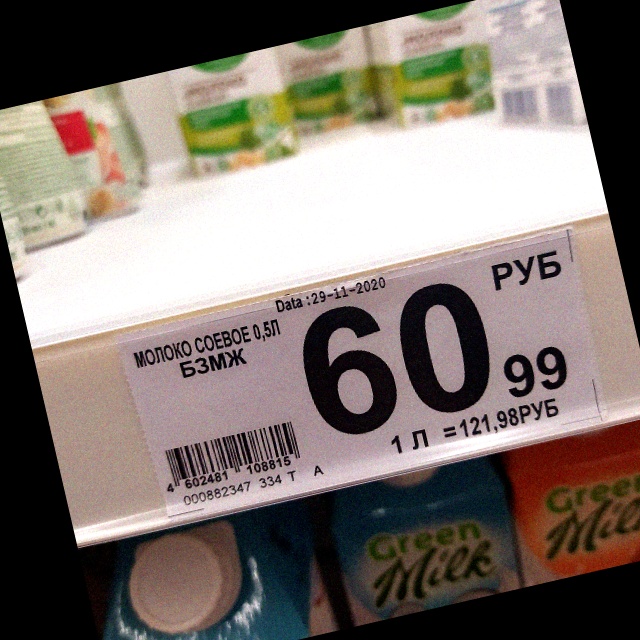 Data:29-11-2020
РУБ
МОЛОКО СОЕВОЕ 0,5Л
БЗМЖ
60 99
1 Л =121,98РУБ
4 602481 108815
000882347 334 Т А
Green
Milk
Green
Mil